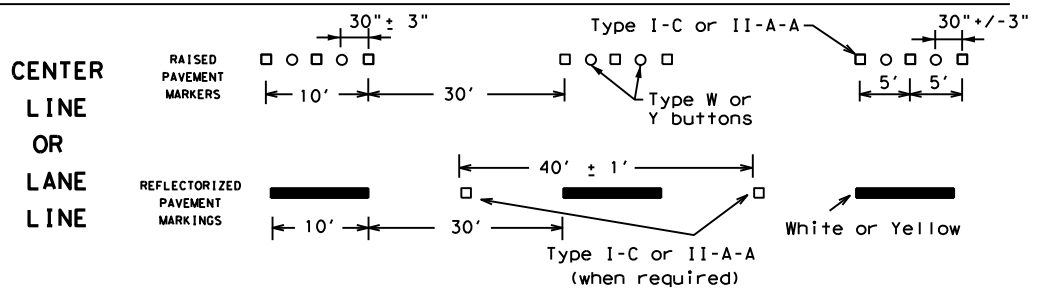 CENTER
LINE
OR
LANE
LINE
RAISED
PAVEMENT
MARKERS
30"± 3"
10'
30'
Type I-C or II-A-A
Type W or
Y buttons
30"+/-3"
5'
5'
REFLECTORIZED
PAVEMENT
MARKINGS
10'
30'
40' ± 1'
Type I-C or II-A-A
(when required)
White or Yellow